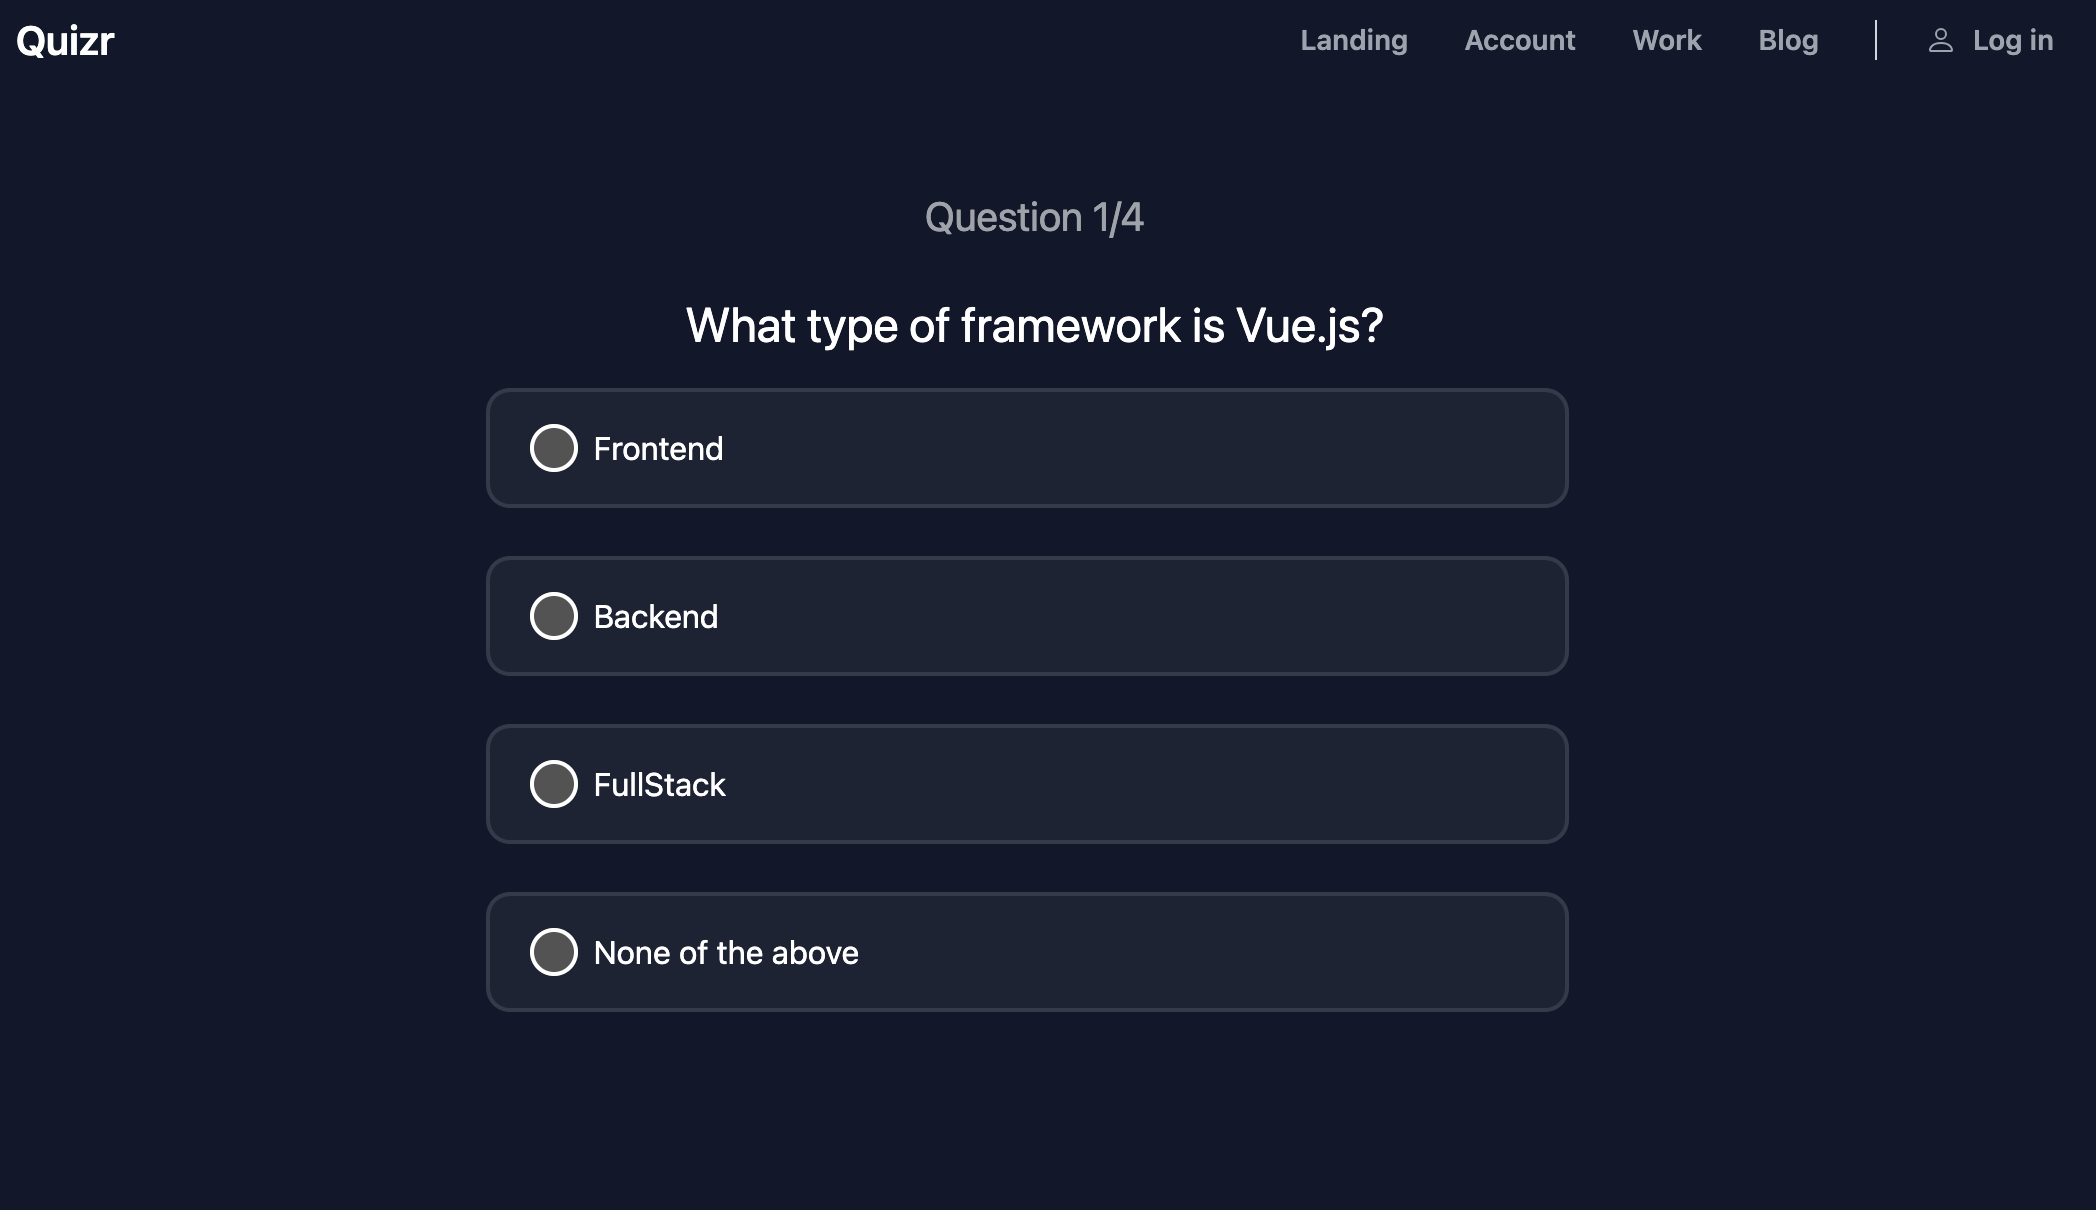 Quizr
Landing Account Work Blog Log in
Question 1/4
What type of framework is Vue.js?
Frontend
Backend
FullStack
None of the above